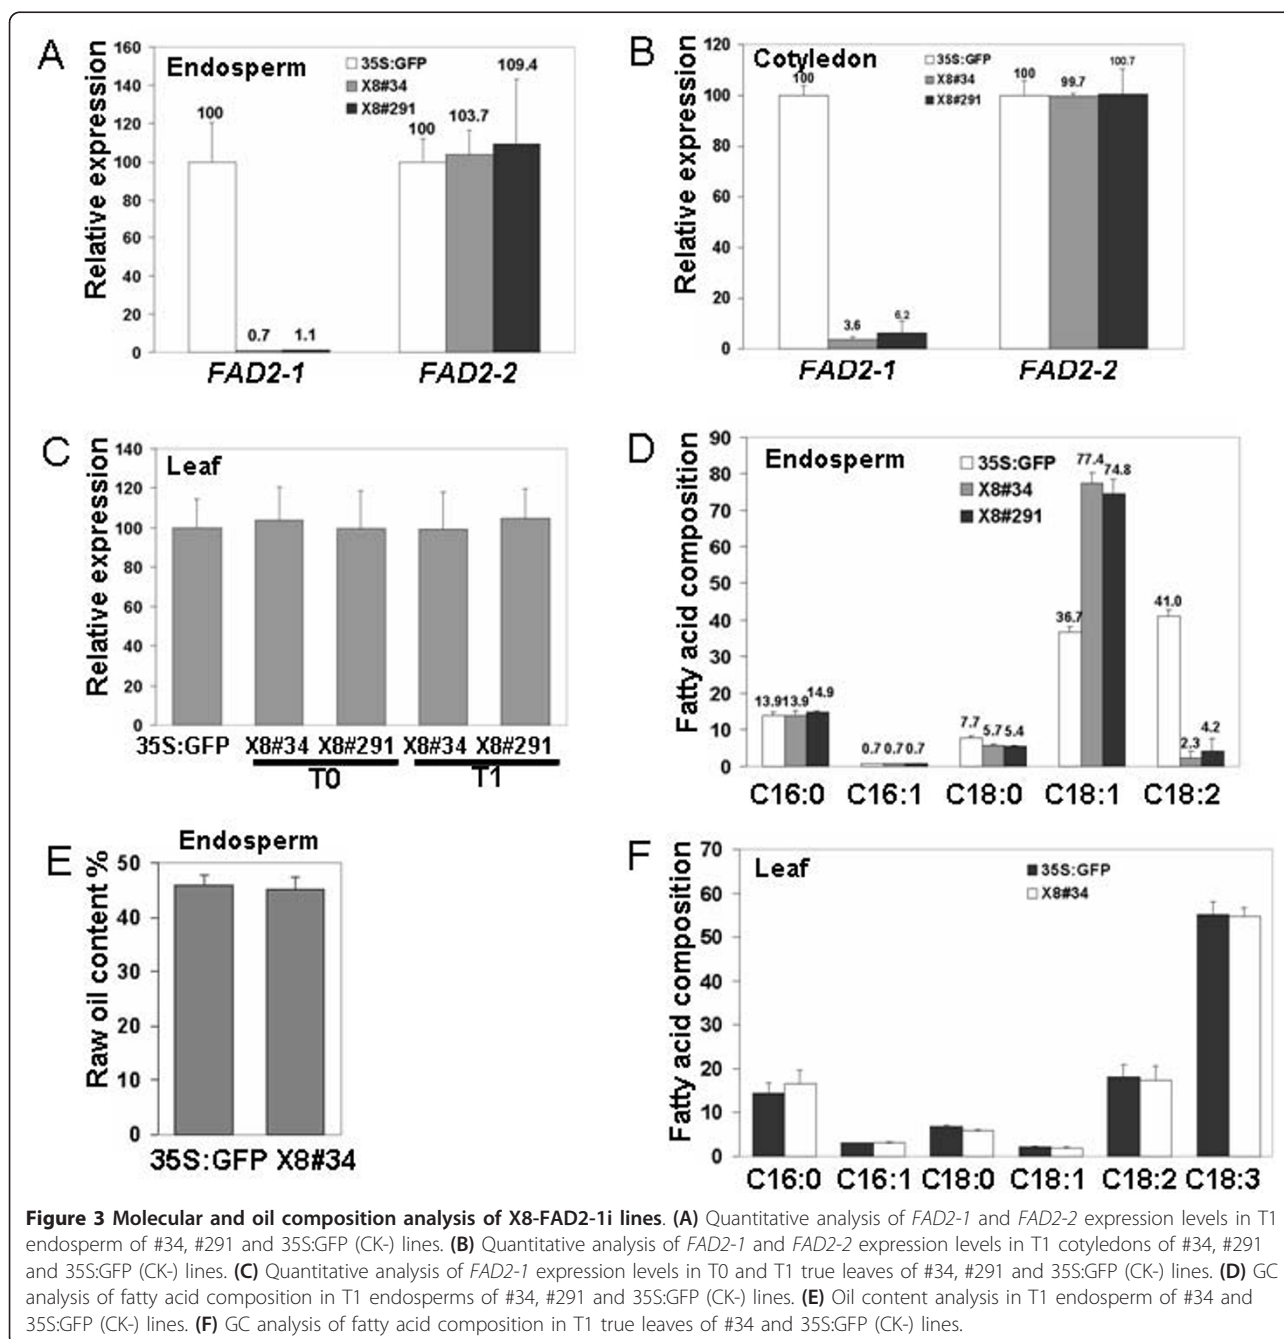 A
Endosperm
35S:GFP
X8#34
X8#291
Relative expression
160
140
120
100
80
60
40
20
0
100
0.7
1.1
100
103.7
109.4
FAD2-1
FAD2-2
B
Cotyledon
35S:GFP
X8#34
X8#291
Relative expression
120
100
80
60
40
20
0
100
3.6
6.2
100
99.7
100.7
FAD2-1
FAD2-2
C
Leaf
Relative expression
140
120
100
80
60
40
20
0
35S:GFP X8#34 X8#291 X8#34 X8#291
T0 T1
D
Endosperm
35S:GFP
X8#34
X8#291
Fatty acid composition
90
80
70
60
50
40
30
20
10
0
13.9 13.9 14.9
0.7 0.7 0.7
7.7 5.7 5.4
36.7 77.4 74.8
41.0 2.3 4.2
C16:0 C16:1 C18:0 C18:1 C18:2
E
Endosperm
Raw oil content %
50
40
30
20
10
0
35S:GFP X8#34
F
Leaf
35S:GFP
X8#34
Fatty acid composition
70
60
50
40
30
20
10
0
C16:0 C16:1 C18:0 C18:1 C18:2 C18:3
Figure 3 Molecular and oil composition analysis of X8-FAD2-1i lines. (A) Quantitative analysis of FAD2-1 and FAD2-2 expression levels in T1
endosperm of #34, #291 and 35S:GFP (CK-) lines. (B) Quantitative analysis of FAD2-1 and FAD2-2 expression levels in T1 cotyledons of #34, #291
and 35S:GFP (CK-) lines. (C) Quantitative analysis of FAD2-1 expression levels in T0 and T1 true leaves of #34, #291 and 35S:GFP (CK-) lines. (D) GC
analysis of fatty acid composition in T1 endosperms of #34, #291 and 35S:GFP (CK-) lines. (E) Oil content analysis in T1 endosperm of #34 and
35S:GFP (CK-) lines. (F) GC analysis of fatty acid composition in T1 true leaves of #34 and 35S:GFP (CK-) lines.